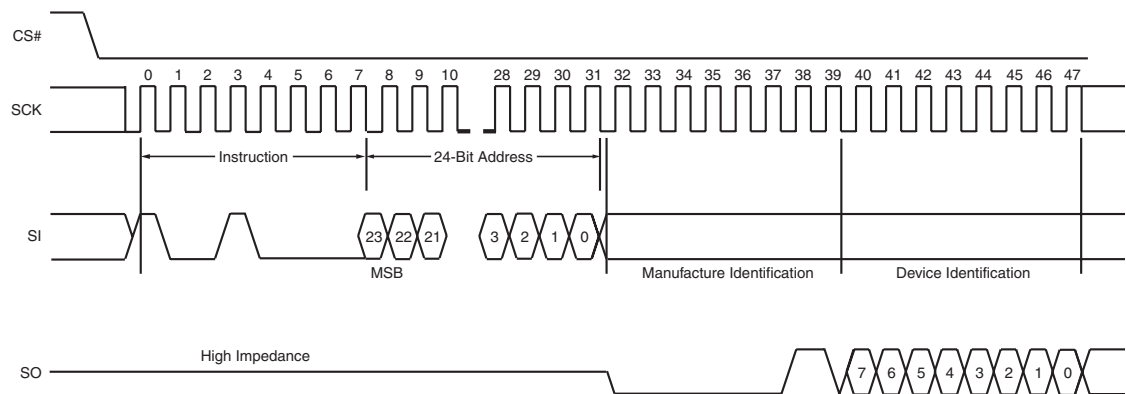 CS#
0 1 2 3 4 5 6 7 8 9 10 28 29 30 31 32 33 34 35 36 37 38 39 40 41 42 43 44 45 46 47
SCK
Instruction 24-Bit Address
SI 23 22 21 3 2 1 0
MSB Manufacture Identification Device Identification
High Impedance
SO 7 6 5 4 3 2 1 0